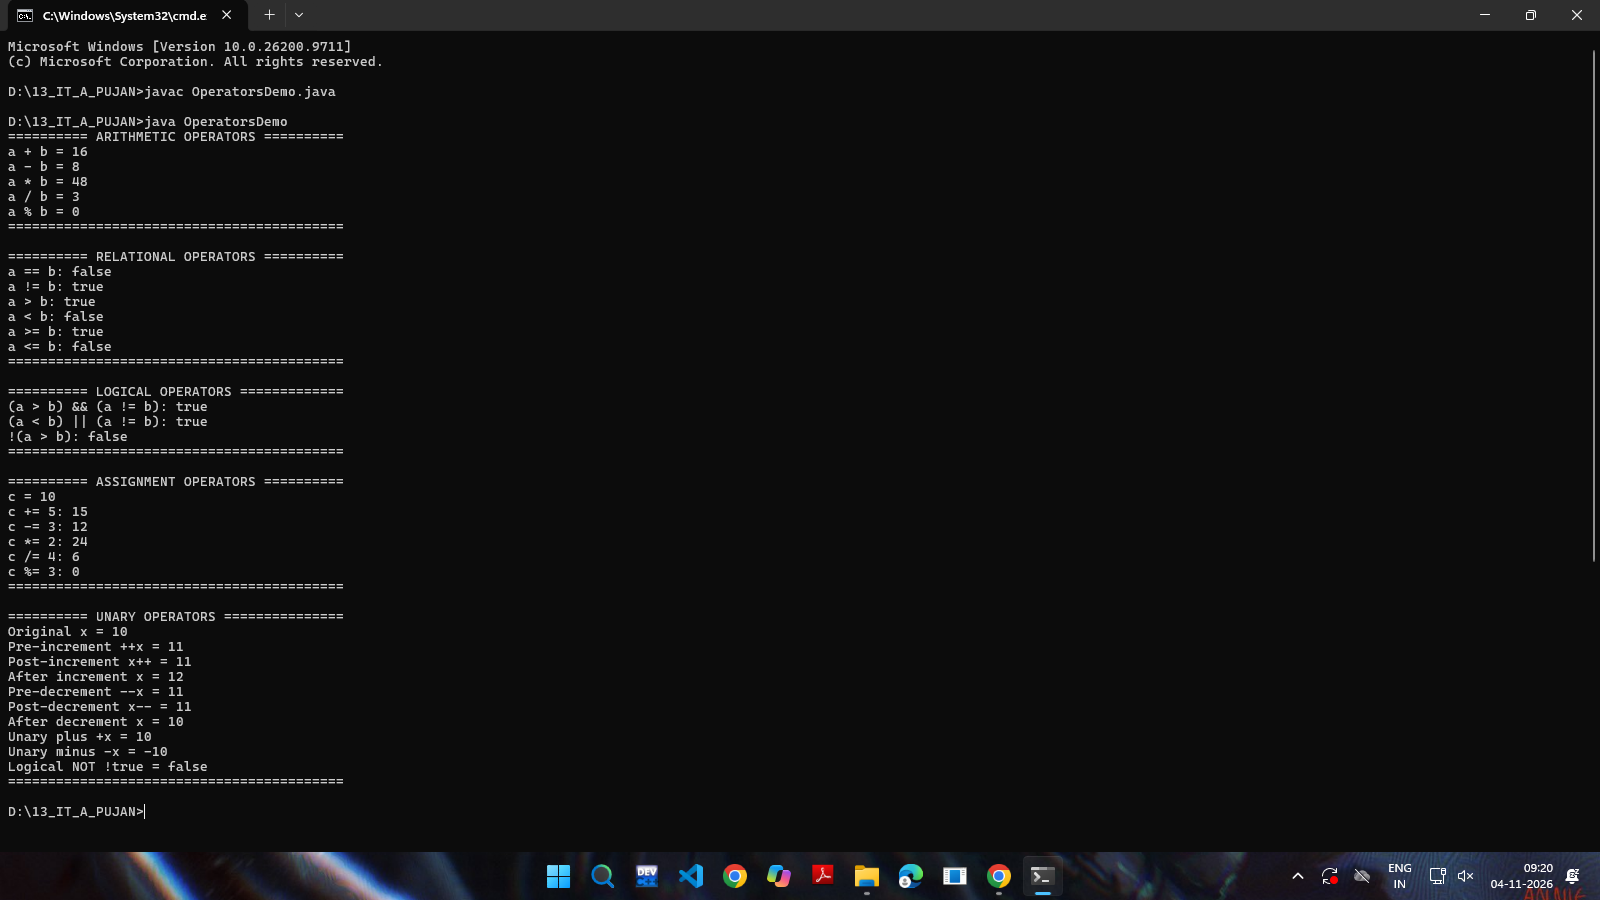 C:\Windows\System32\cmd.e
Microsoft Windows [Version 10.0.26200.9711]
(c) Microsoft Corporation. All rights reserved.
D:\13_IT_A_PUJAN>javac OperatorsDemo.java
D:\13_IT_A_PUJAN>java OperatorsDemo
========== ARITHMETIC OPERATORS ==========
a + b = 16
a - b = 8
a * b = 48
a / b = 3
a % b = 0
==========================================
========== RELATIONAL OPERATORS ==========
a == b: false
a != b: true
a > b: true
a < b: false
a >= b: true
a <= b: false
==========================================
========== LOGICAL OPERATORS =============
(a > b) && (a != b): true
(a < b) || (a != b): true
!(a > b): false
==========================================
========== ASSIGNMENT OPERATORS ==========
c = 10
c += 5: 15
c -= 3: 12
c *= 2: 24
c /= 4: 6
c %= 3: 0
==========================================
========== UNARY OPERATORS ===============
Original x = 10
Pre-increment ++x = 11
Post-increment x++ = 11
After increment x = 12
Pre-decrement --x = 11
Post-decrement x-- = 11
After decrement x = 10
Unary plus +x = 10
Unary minus -x = -10
Logical NOT !true = false
==========================================
D:\13_IT_A_PUJAN>
DEV
ENG
IN
09:20
04-11-2026